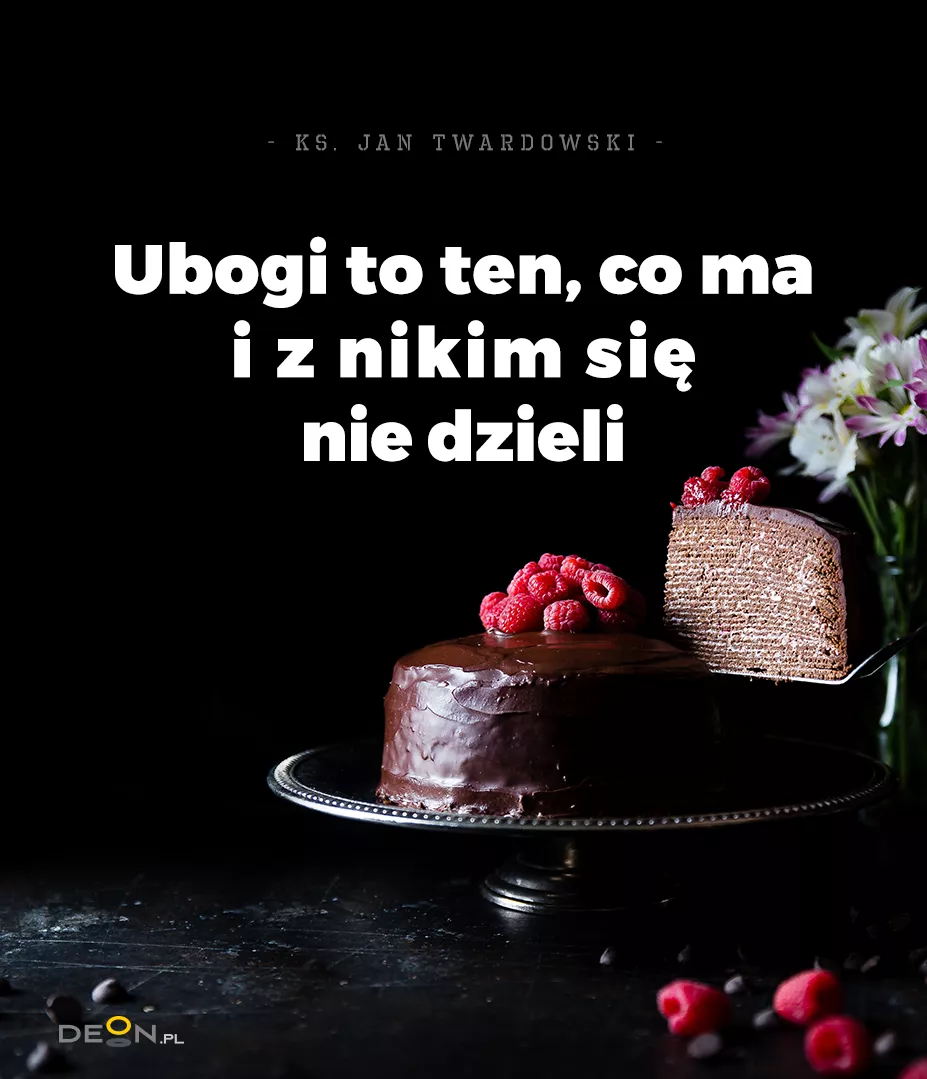 - KS. JAN TWARDOWSKI -
Ubogi to ten, co ma
i z nikim się
nie dzieli
DEON.PL